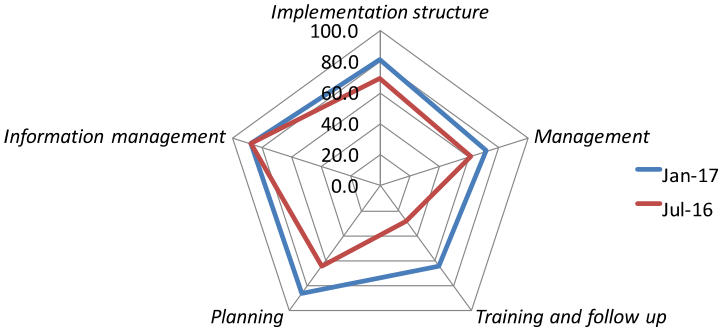 Implementation structure
100.0
80.0
60.0
40.0
20.0
0.0
Information management
Management
Jan-17
Jul-16
Planning
Training and follow up